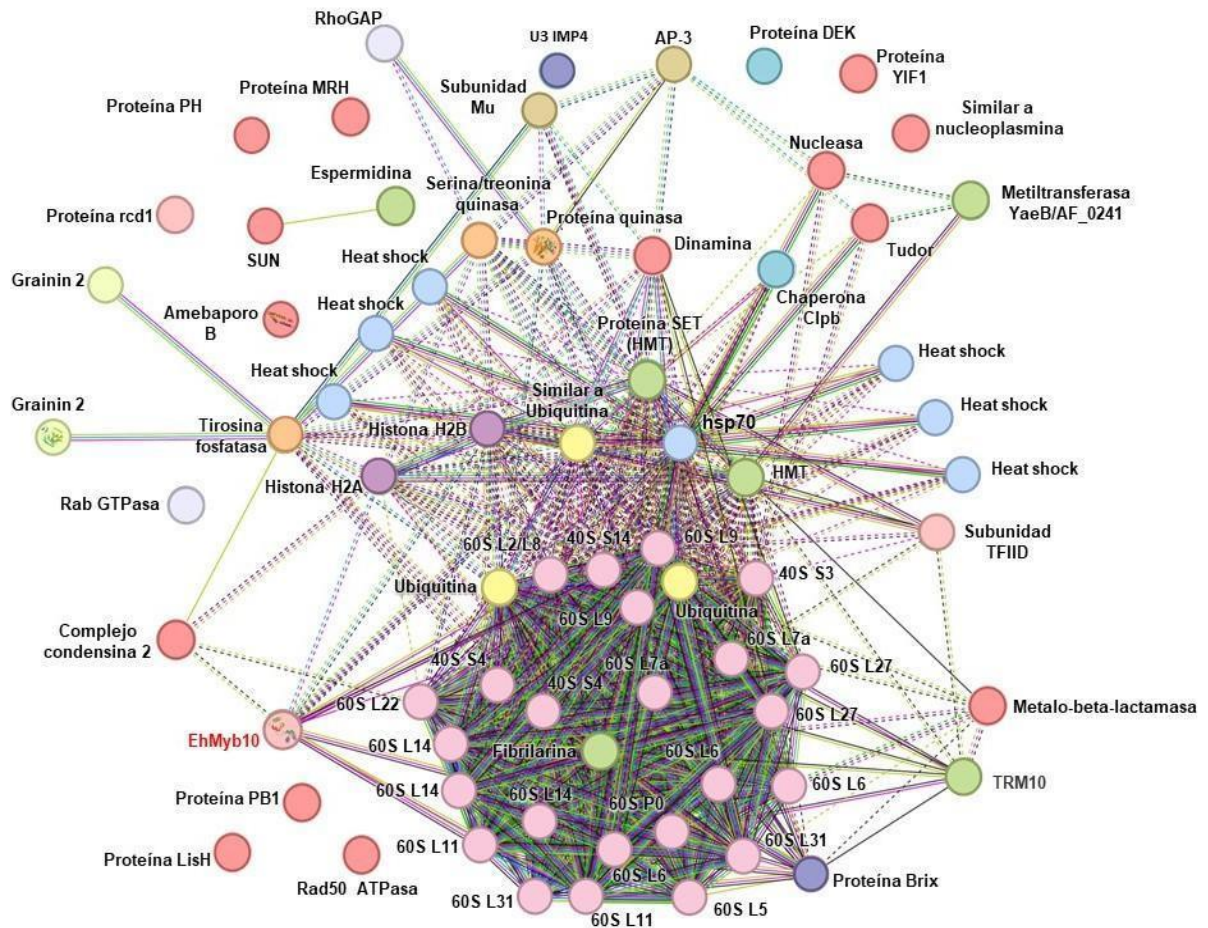 RhoGAP
U3 IMP4
AP-3
Proteína DEK
Proteína
YIF1
Proteína MRH
Proteína PH
Subunidad
Mu
Similar a
nucleoplasmina
Nucleasa
Espermidina
Serina/treonina
quinasa
Proteína quinasa
Metiltransferasa
YaeB/AF_0241
Proteína rcd1
SUN
Heat shock
Dinamina
Tudor
Grainin 2
Amebaporo
B
Heat shock
Chaperona
Clpb
Proteína SET
(HMT)
Heat shock
Heat shock
Similar a
Ubiquitina
Grainin 2
Tirosina
fosfatasa
Histona H2B
hsp70
Heat shock
Histona H2A
HMT
Heat shock
Rab GTPasa
Subunidad
TFIID
60S L2/L8
40S S14
60S L9
40S S3
Ubiquitina
Ubiquitina
60S L9
Complejo
condensina 2
40S S4
60S L7a
60S L7a
60S L27
60S L22
40S S4
60S L27
Metalo-beta-lactamasa
EhMyb10
60S L14
Fibrilarina
60S L6
60S L6
TRM10
Proteína PB1
60S L14
60S L14
60S P0
60S L11
60S L31
Proteína LisH
Rad50 ATPasa
60S L6
Proteína Brix
60S L31
60S L11
60S L5